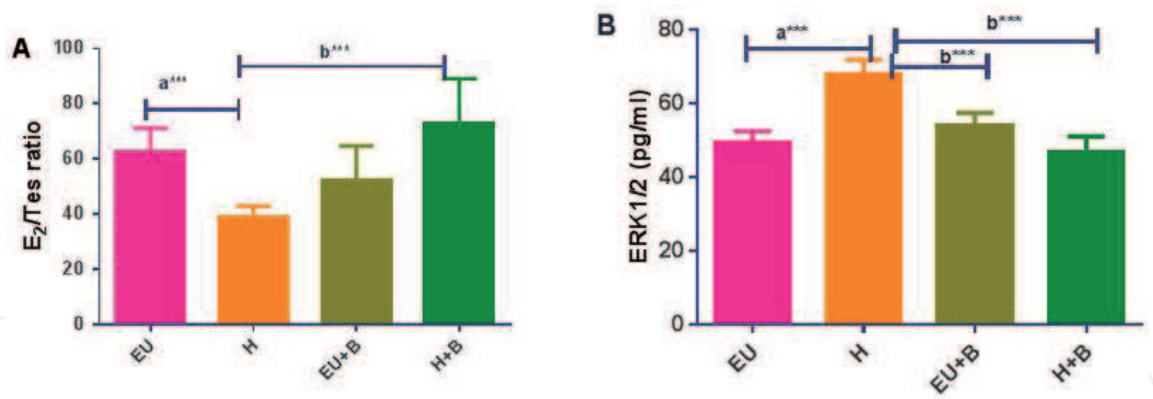 A
E2/Tes ratio
100
80
60
40
20
0
a***
b***
EU
H
EU+B
H+B
B
ERK1/2 (pg/ml)
80
60
40
20
0
a***
b***
b***
EU
H
EU+B
H+B